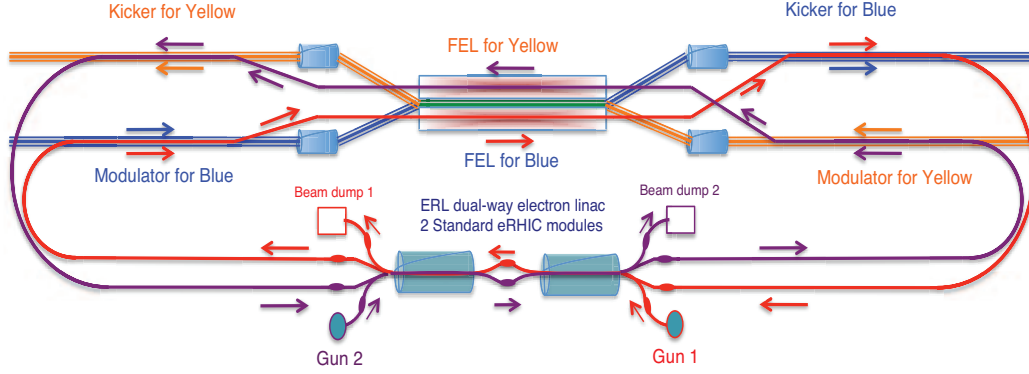 Kicker for Yellow
FEL for Yellow
Kicker for Blue
Modulator for Blue
FEL for Blue
Modulator for Yellow
Beam dump 1
ERL dual-way electron linac
2 Standard eRHIC modules
Beam dump 2
Gun 2
Gun 1